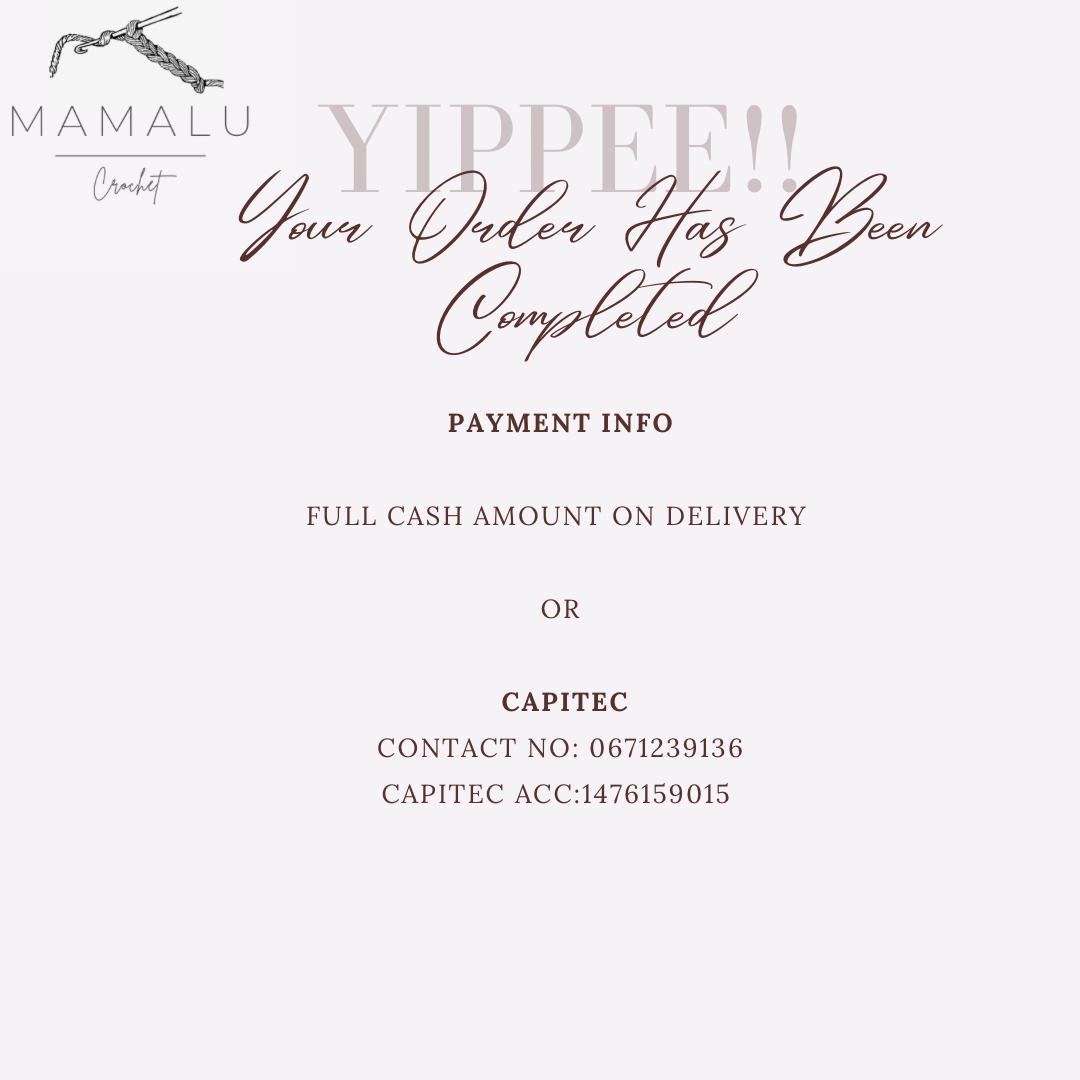 MAMALU
Crochet
YIPPEE!!
Your Order Has Been
Completed
PAYMENT INFO
FULL CASH AMOUNT ON DELIVERY
OR
CAPITEC
CONTACT NO: 0671239136
CAPITEC ACC:1476159015